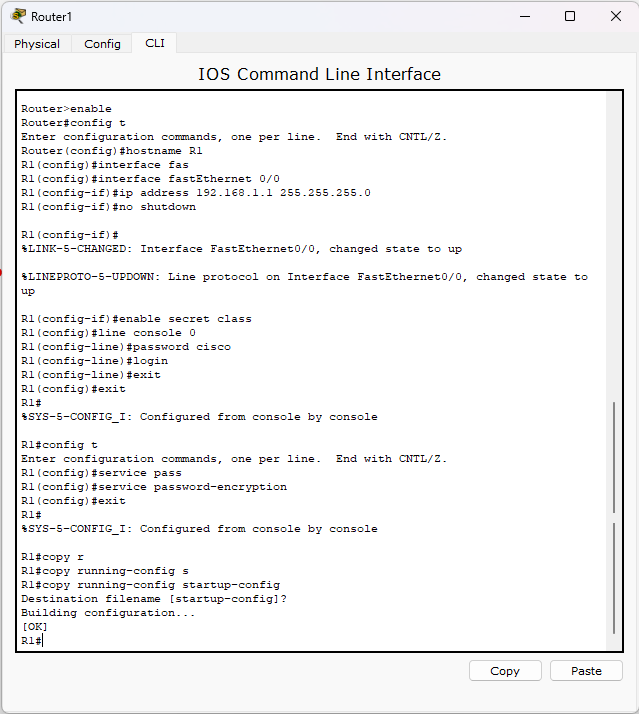 Router1
Physical Config CLI
IOS Command Line Interface
Router>enable
Router#config t
Enter configuration commands, one per line.  End with CNTL/Z.
Router(config)#hostname R1
R1(config)#interface fas
R1(config)#interface fastEthernet 0/0
R1(config-if)#ip address 192.168.1.1 255.255.255.0
R1(config-if)#no shutdown
R1(config-if)#
%LINK-5-CHANGED: Interface FastEthernet0/0, changed state to up
%LINEPROTO-5-UPDOWN: Line protocol on Interface FastEthernet0/0, changed state to
up
R1(config-if)#enable secret class
R1(config)#line console 0
R1(config-line)#password cisco
R1(config-line)#login
R1(config-line)#exit
R1(config)#exit
R1#
%SYS-5-CONFIG_I: Configured from console by console
R1#config t
Enter configuration commands, one per line.  End with CNTL/Z.
R1(config)#service pass
R1(config)#service password-encryption
R1(config)#exit
R1#
%SYS-5-CONFIG_I: Configured from console by console
R1#copy r
R1#copy running-config s
R1#copy running-config startup-config
Destination filename [startup-config]?
Building configuration...
[OK]
R1#
Copy Paste